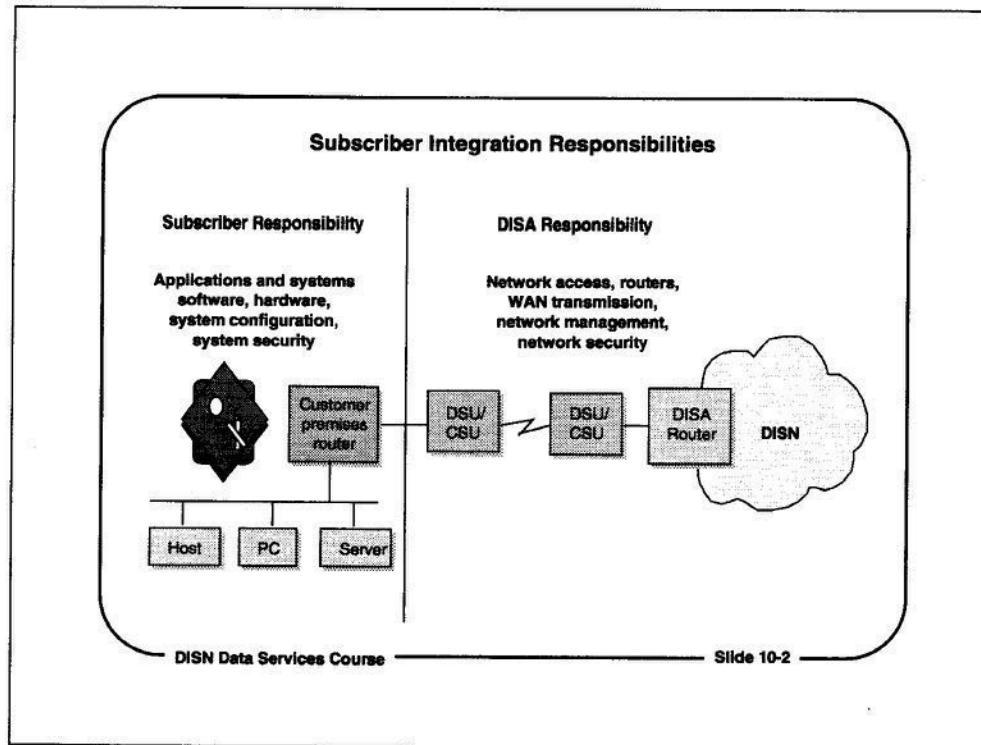 Subscriber Integration Responsibilities
Subscriber Responsibility
Applications and systems
software, hardware,
system configuration,
system security
DISA Responsibility
Network access, routers,
WAN transmission,
network management,
network security
Customer
premises
router
DSU/
CSU
DSU/
CSU
DISA
Router
DISN
Host
PC
Server
DISN Data Services Course
Slide 10-2